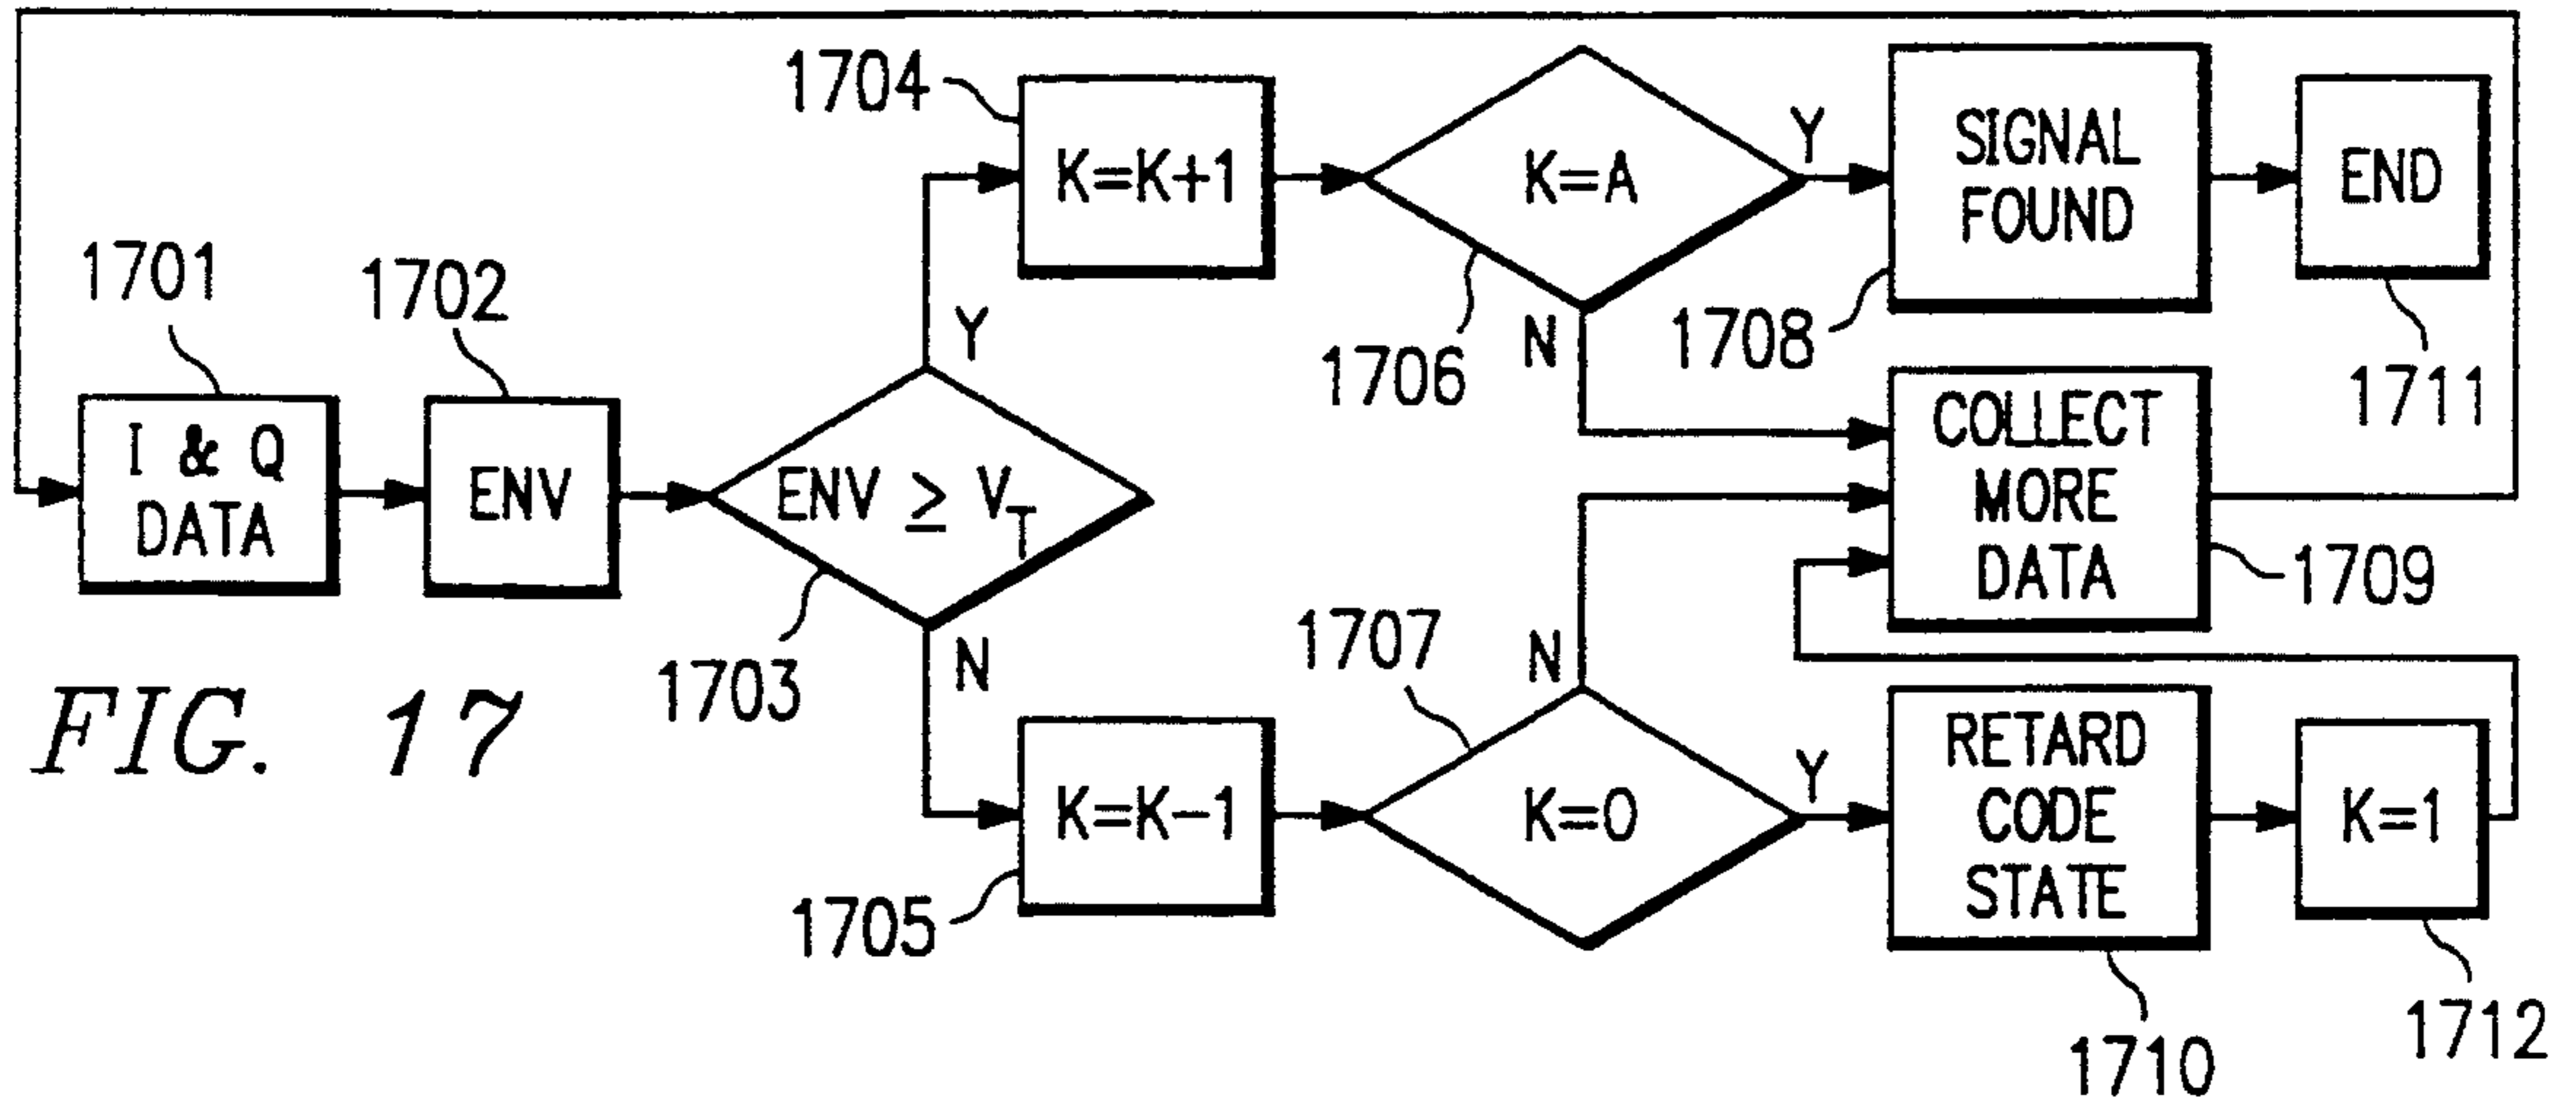 1704
K=K+1
K=A
Y
SIGNAL
FOUND
END
1701
1702
Y
1706
N
1708
1711
I & Q
DATA
ENV
ENV ≥ V_T
COLLECT
MORE
DATA
1709
1703
N
1707
N
FIG. 17
K=K-1
K=0
Y
RETARD
CODE
STATE
K=1
1705
1710
1712